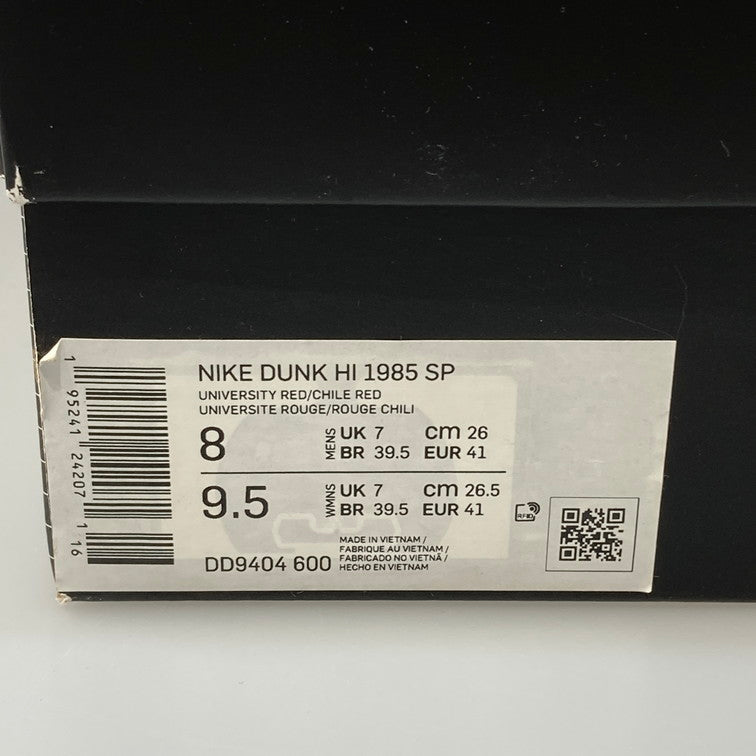 NIKE DUNK HI 1985 SP
UNIVERSITY RED/CHILE RED
UNIVERSITE ROUGE/ROUGE CHILI
8 MENS UK 7 cm 26
BR 39.5 EUR 41
9.5 WMNS UK 7 cm 26.5
BR 39.5 EUR 41
RFID
DD9404 600
MADE IN VIETNAM /
FABRIQUE AU VIETNAM /
FABRICADO NO VIETNÃ /
HECHO EN VIETNAM
1 95241 24207 1 16